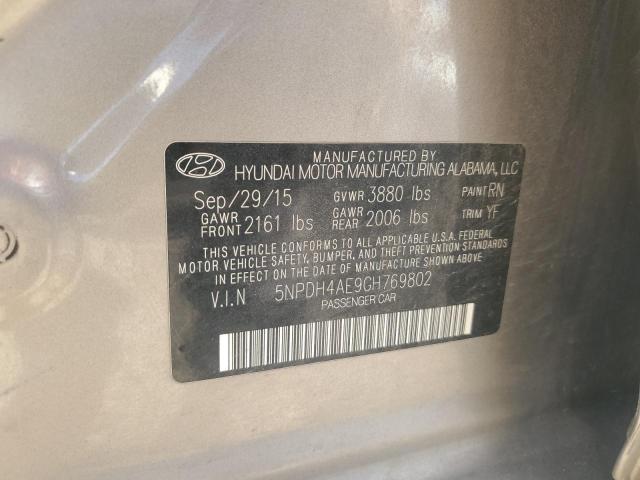 MANUFACTURED BY
HYUNDAI MOTOR MANUFACTURING ALABAMA, LLC
Sep/29/15 GVWR 3880 lbs PAINT RN
GAWR FRONT 2161 lbs GAWR REAR 2006 lbs TRIM YF
THIS VEHICLE CONFORMS TO ALL APPLICABLE U.S.A. FEDERAL
MOTOR VEHICLE SAFETY, BUMPER, AND THEFT PREVENTION STANDARDS
IN EFFECT ON THE DATE OF MANUFACTURE SHOWN ABOVE.
V.I.N 5NPDH4AE9GH769802
PASSENGER CAR